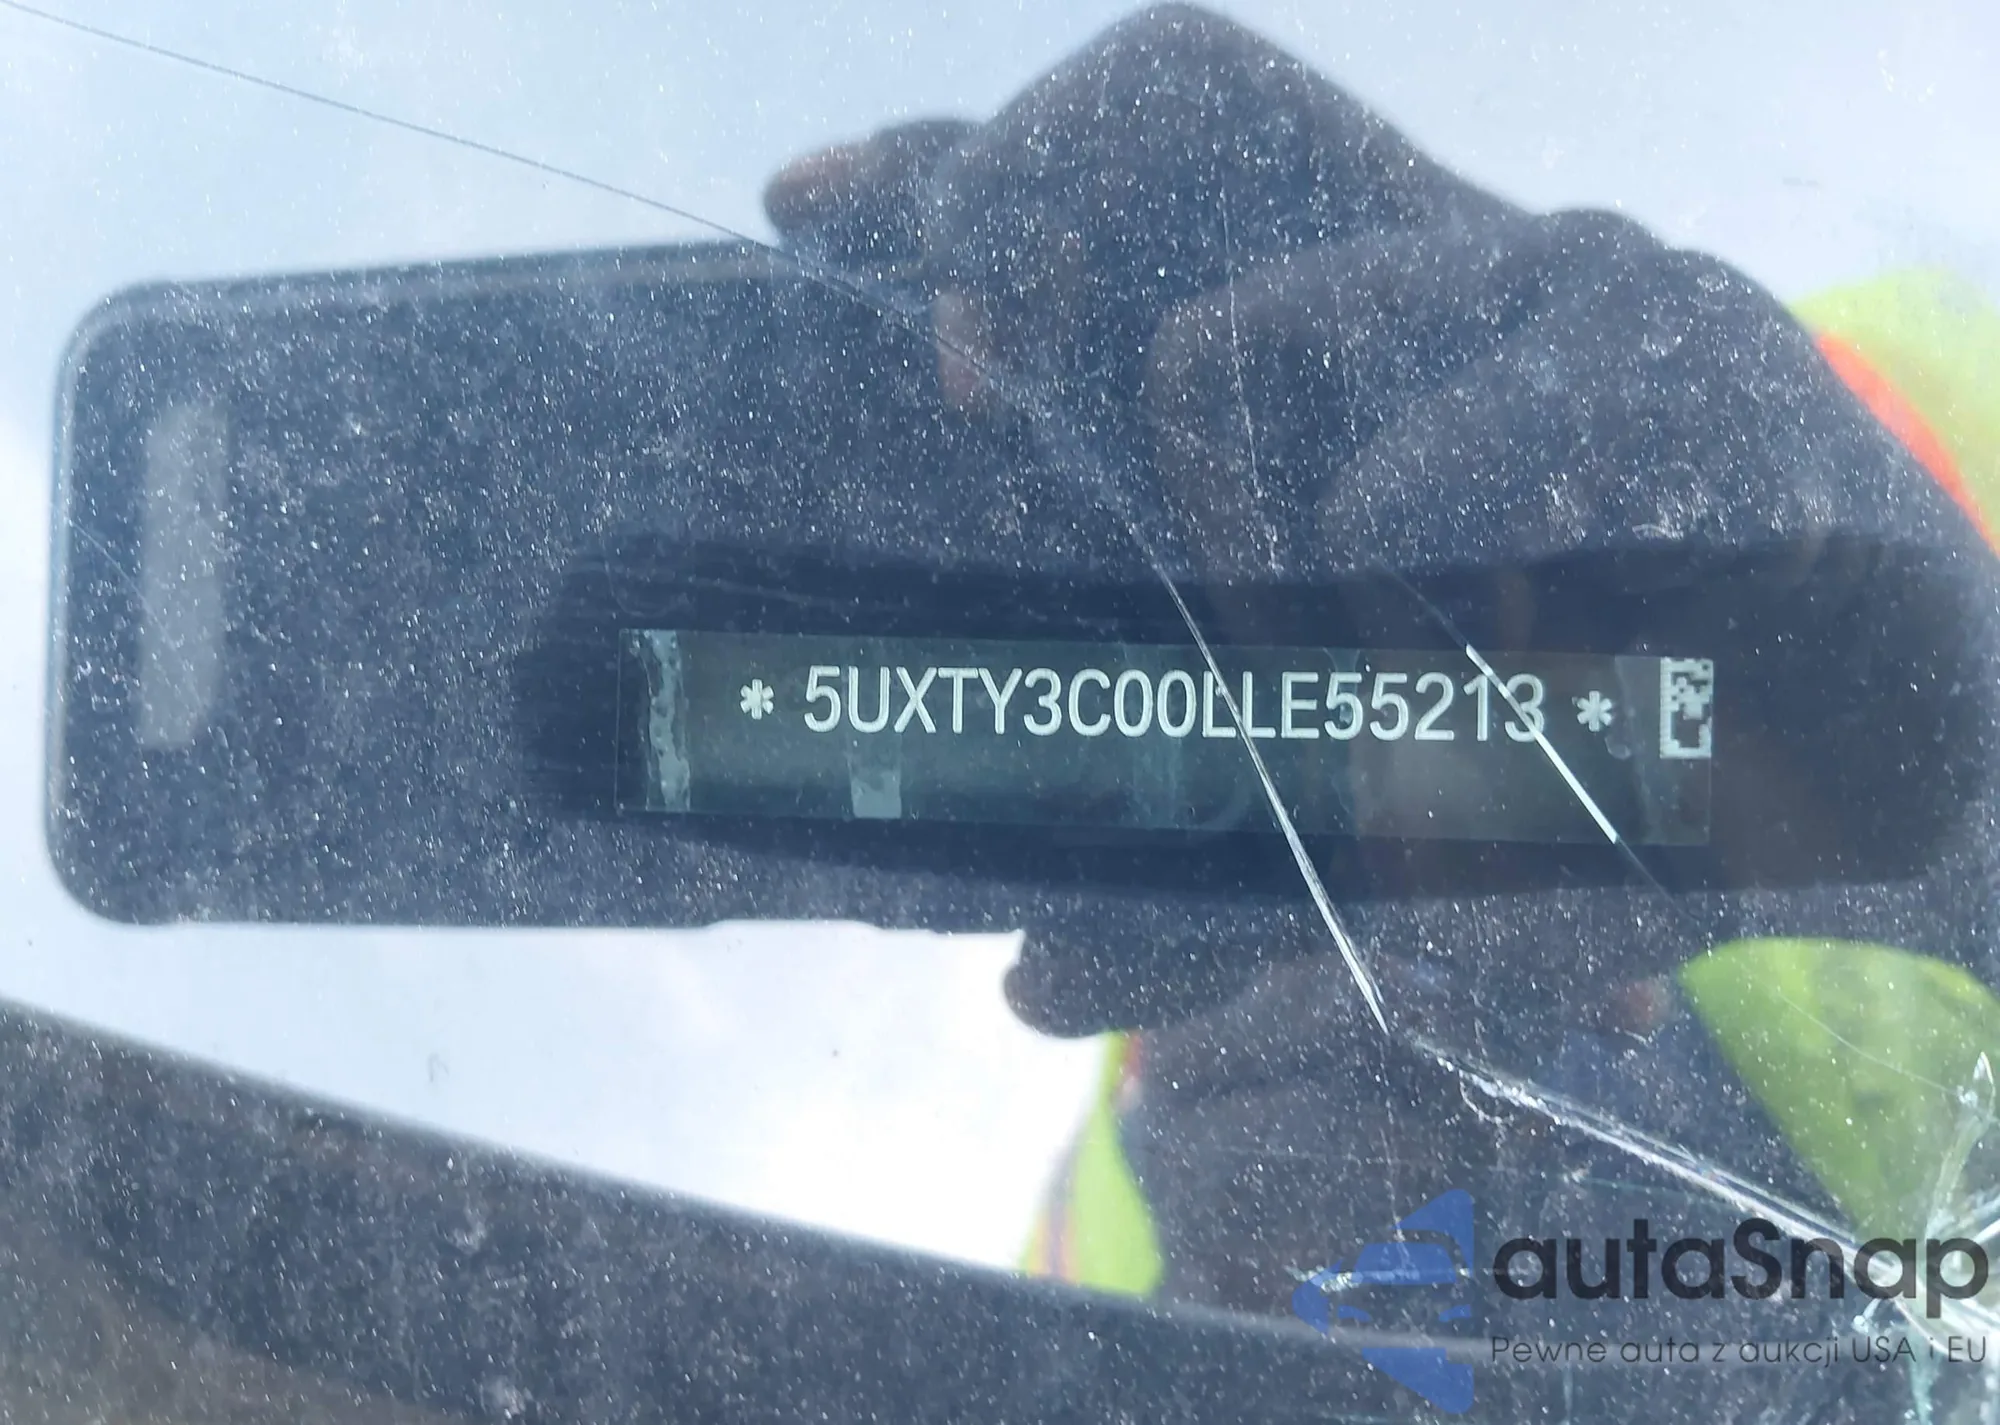 * 5UXTY3C00LLE55213 *
autaSnap
Pewne auta z aukcji USA i EU